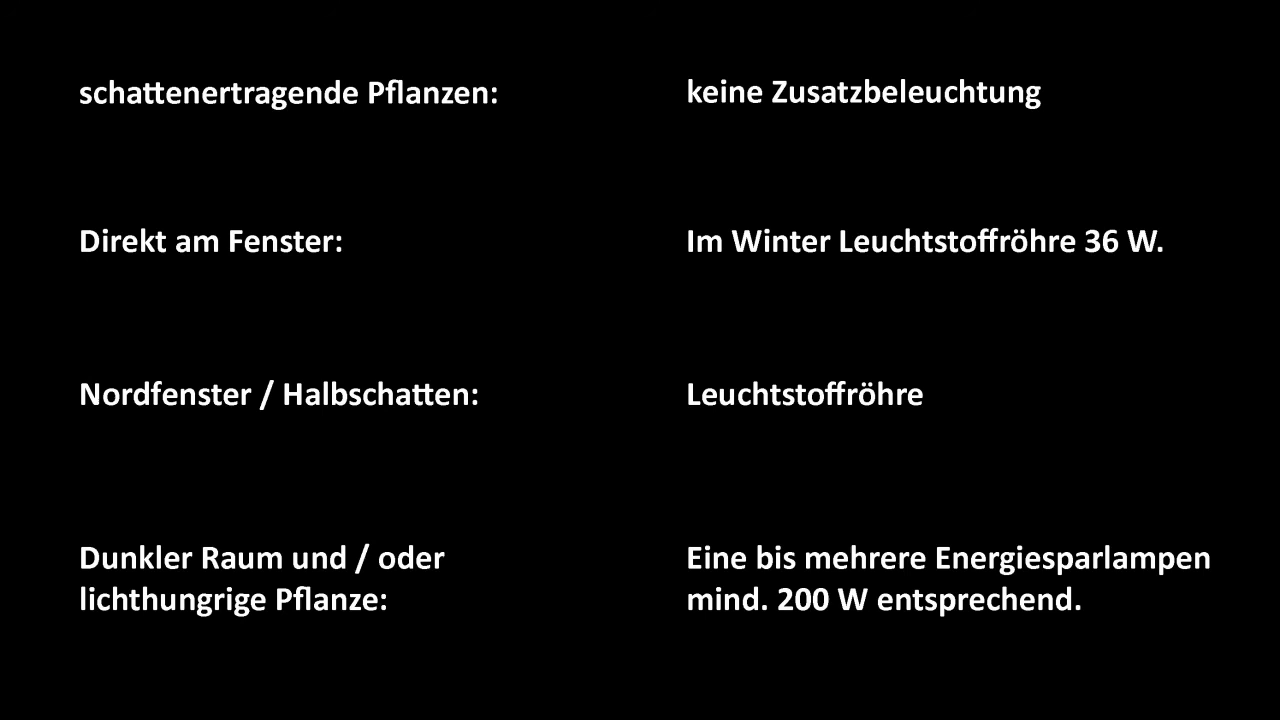 schattenertragende Pflanzen: keine Zusatzbeleuchtung
Direkt am Fenster: Im Winter Leuchtstoffröhre 36 W.
Nordfenster / Halbschatten: Leuchtstoffröhre
Dunkler Raum und / oder
lichthungrige Pflanze:
Eine bis mehrere Energiesparlampen
mind. 200 W entsprechend.